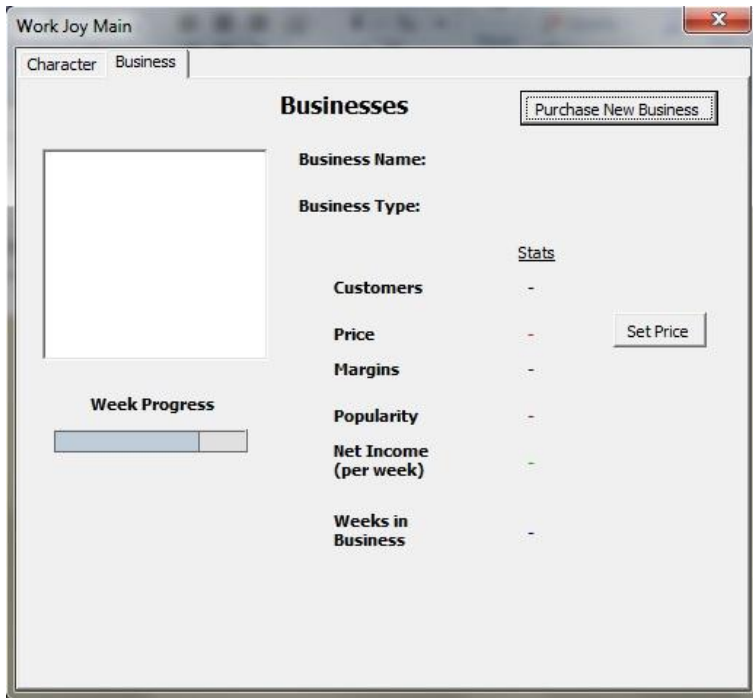 Work Joy Main
Character Business
Businesses
Purchase New Business
Business Name:
Business Type:
Stats
Customers -
Price -
Set Price
Margins -
Week Progress
Popularity -
Net Income
(per week) -
Weeks in
Business -